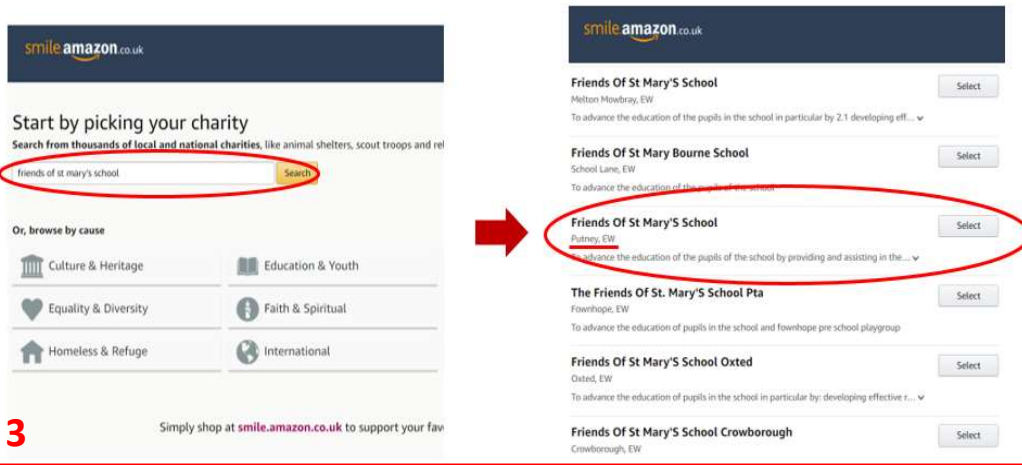 smile.amazon.co.uk
Start by picking your charity
Search from thousands of local and national charities, like animal shelters, scout troops and rel
friends of st mary's school
Search
Or, browse by cause
Culture & Heritage
Education & Youth
Equality & Diversity
Faith & Spiritual
Homeless & Refuge
International
Simply shop at smile.amazon.co.uk to support your favo
3
smile.amazon.co.uk
Friends Of St Mary'S School
Select
Melton Mowbray, EW
To advance the education of the pupils in the school in particular by 2.1 developing eff...
Friends Of St Mary Bourne School
Select
School Lane, EW
To advance the education of the pupils of the school
Friends Of St Mary'S School
Select
Putney, EW
To advance the education of the pupils of the school by providing and assisting in the...
The Friends Of St. Mary'S School Pta
Select
Fownhope, EW
To advance the education of pupils in the school and fownhope pre school playgroup
Friends Of St Mary'S School Oxted
Select
Oxted, EW
To advance the education of pupils in the school in particular by: developing effective r...
Friends Of St Mary'S School Crowborough
Select
Crowborough, EW